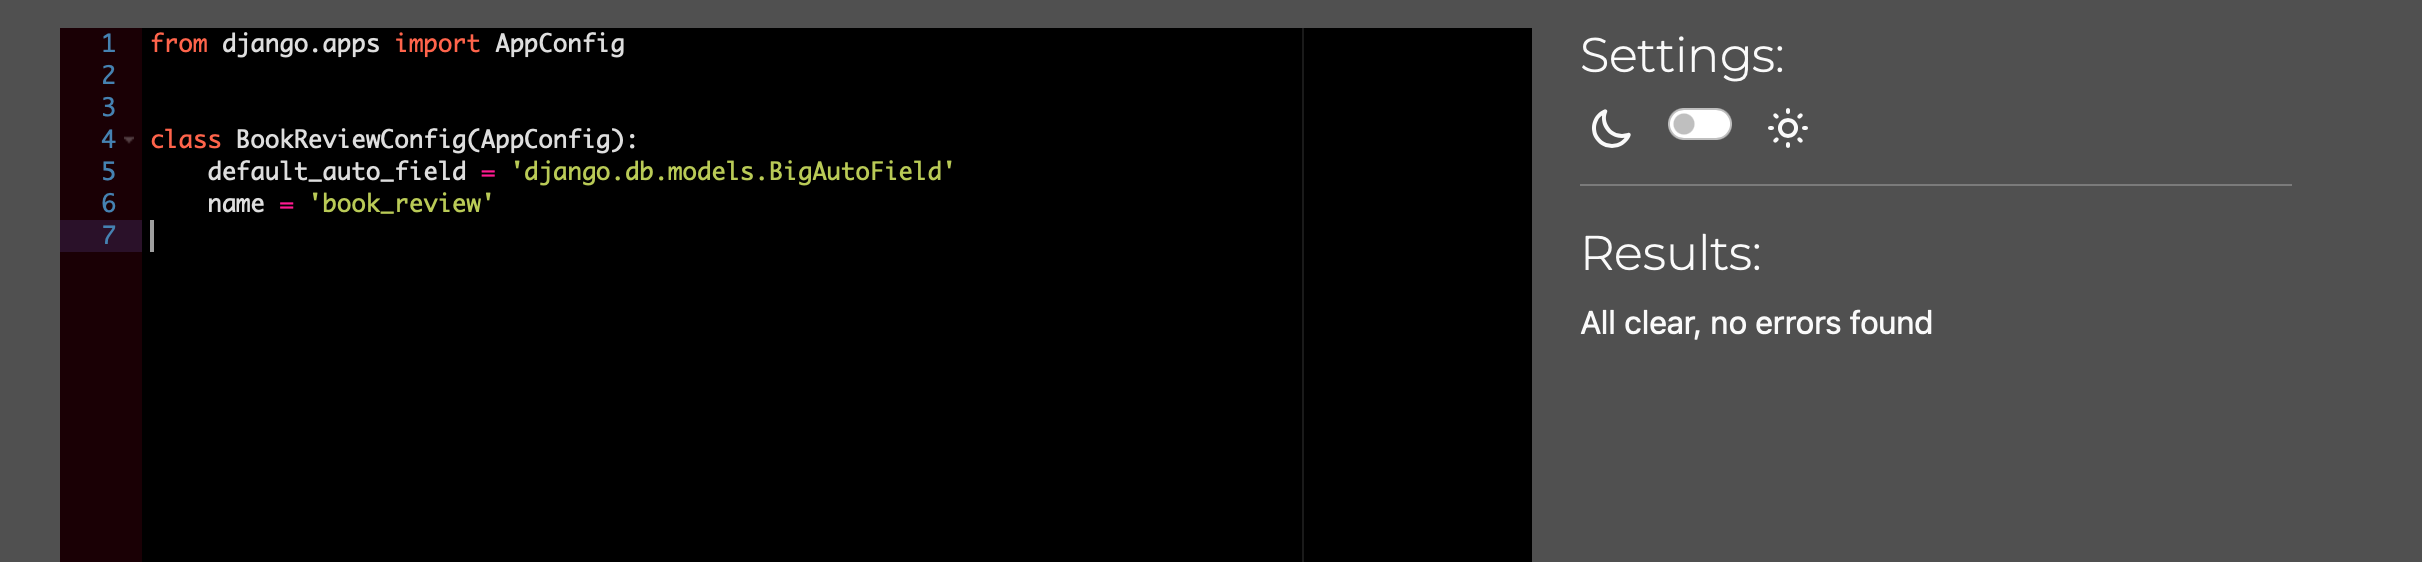 1 from django.apps import AppConfig
2
3
4 class BookReviewConfig(AppConfig):
5     default_auto_field = 'django.db.models.BigAutoField'
6     name = 'book_review'
7
Settings:
Results:
All clear, no errors found